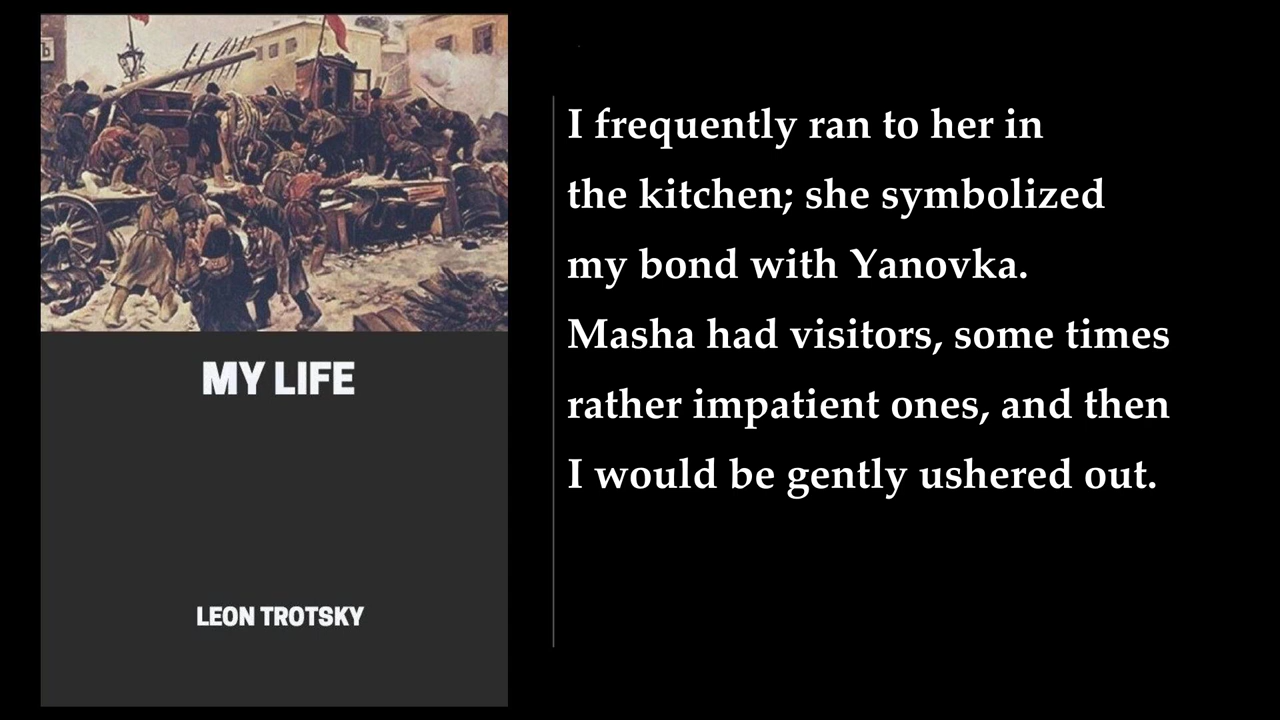 MY LIFE
LEON TROTSKY
I frequently ran to her in
the kitchen; she symbolized
my bond with Yanovka.
Masha had visitors, some times
rather impatient ones, and then
I would be gently ushered out.